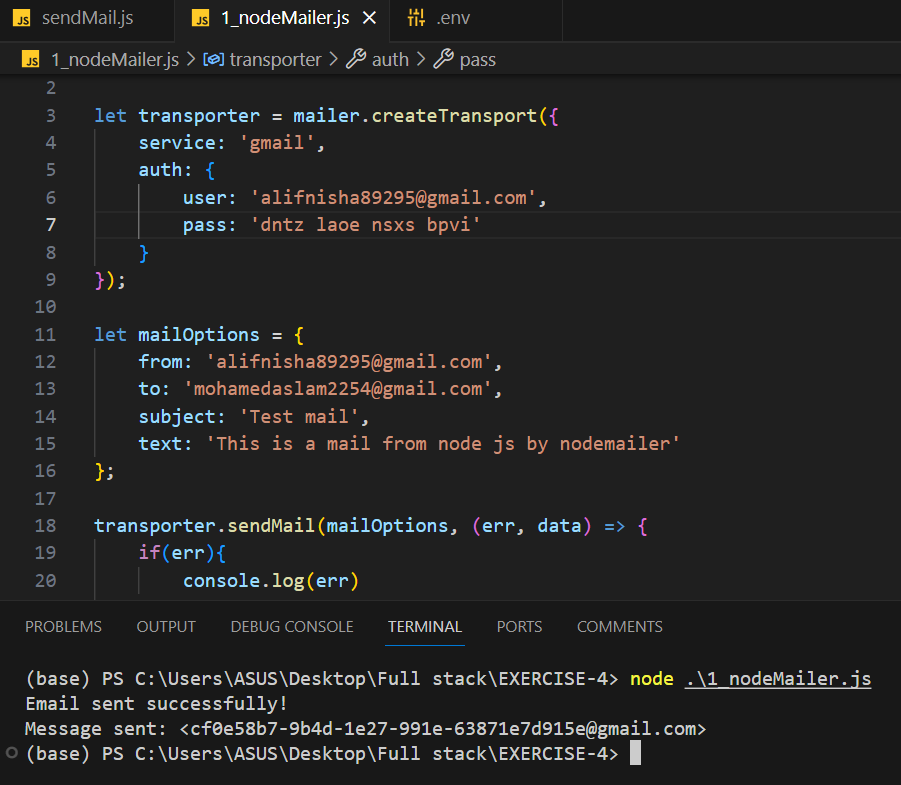 JS sendMail.js JS 1_nodeMailer.js × .env
JS 1_nodeMailer.js > transporter > auth > pass
2
3 let transporter = mailer.createTransport({
4 service: 'gmail',
5 auth: {
6 user: 'alifnisha89295@gmail.com',
7 pass: 'dntz laoe nsxs bpvi'
8 }
9 });
10
11 let mailOptions = {
12 from: 'alifnisha89295@gmail.com',
13 to: 'mohamedaslam2254@gmail.com',
14 subject: 'Test mail',
15 text: 'This is a mail from node js by nodemailer'
16 };
17
18 transporter.sendMail(mailOptions, (err, data) => {
19 if(err){
20 console.log(err)
PROBLEMS OUTPUT DEBUG CONSOLE TERMINAL PORTS COMMENTS
(base) PS C:\Users\ASUS\Desktop\Full stack\EXERCISE-4> node .\1_nodeMailer.js
Email sent successfully!
Message sent: <cf0e58b7-9b4d-1e27-991e-63871e7d915e@gmail.com>
(base) PS C:\Users\ASUS\Desktop\Full stack\EXERCISE-4>